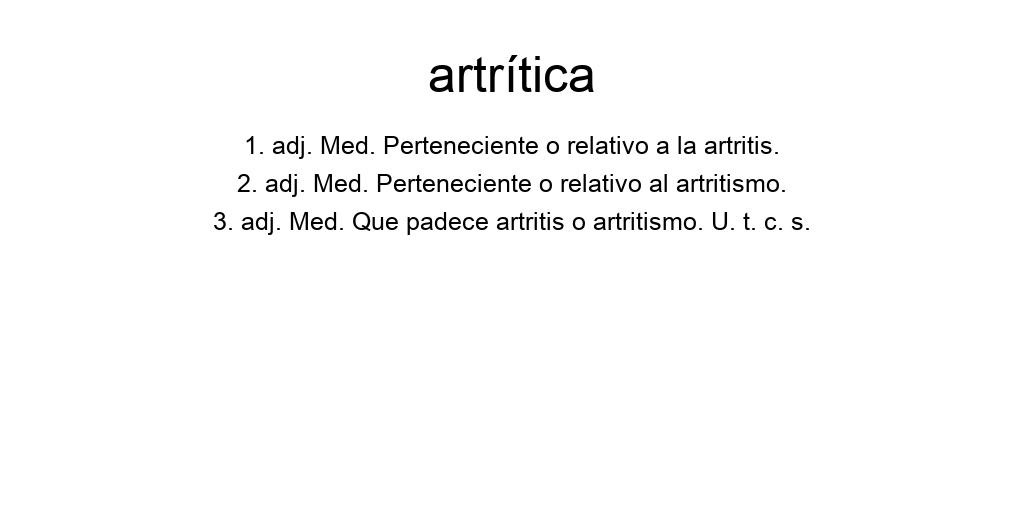 artrítica
1. adj. Med. Perteneciente o relativo a la artritis.
2. adj. Med. Perteneciente o relativo al artritismo.
3. adj. Med. Que padece artritis o artritismo. U. t. c. s.